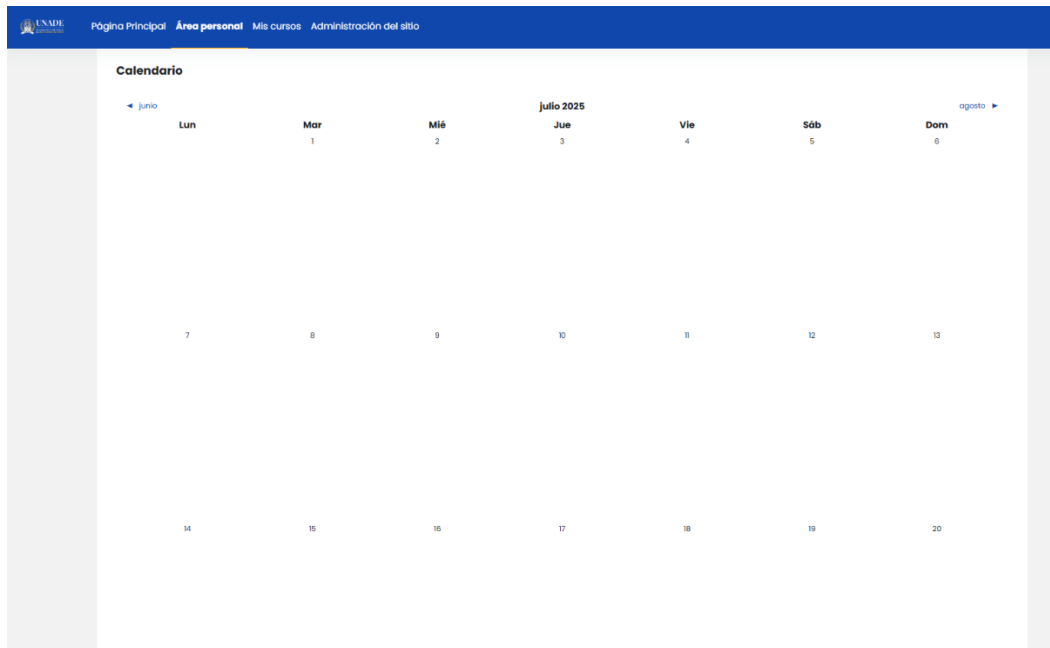 UNADE
Página Principal Área personal Mis cursos Administración del sitio
Calendario
◄ junio julio 2025 agosto ►
Lun Mar Mié Jue Vie Sáb Dom
1 2 3 4 5 6
7 8 9 10 11 12 13
14 15 16 17 18 19 20